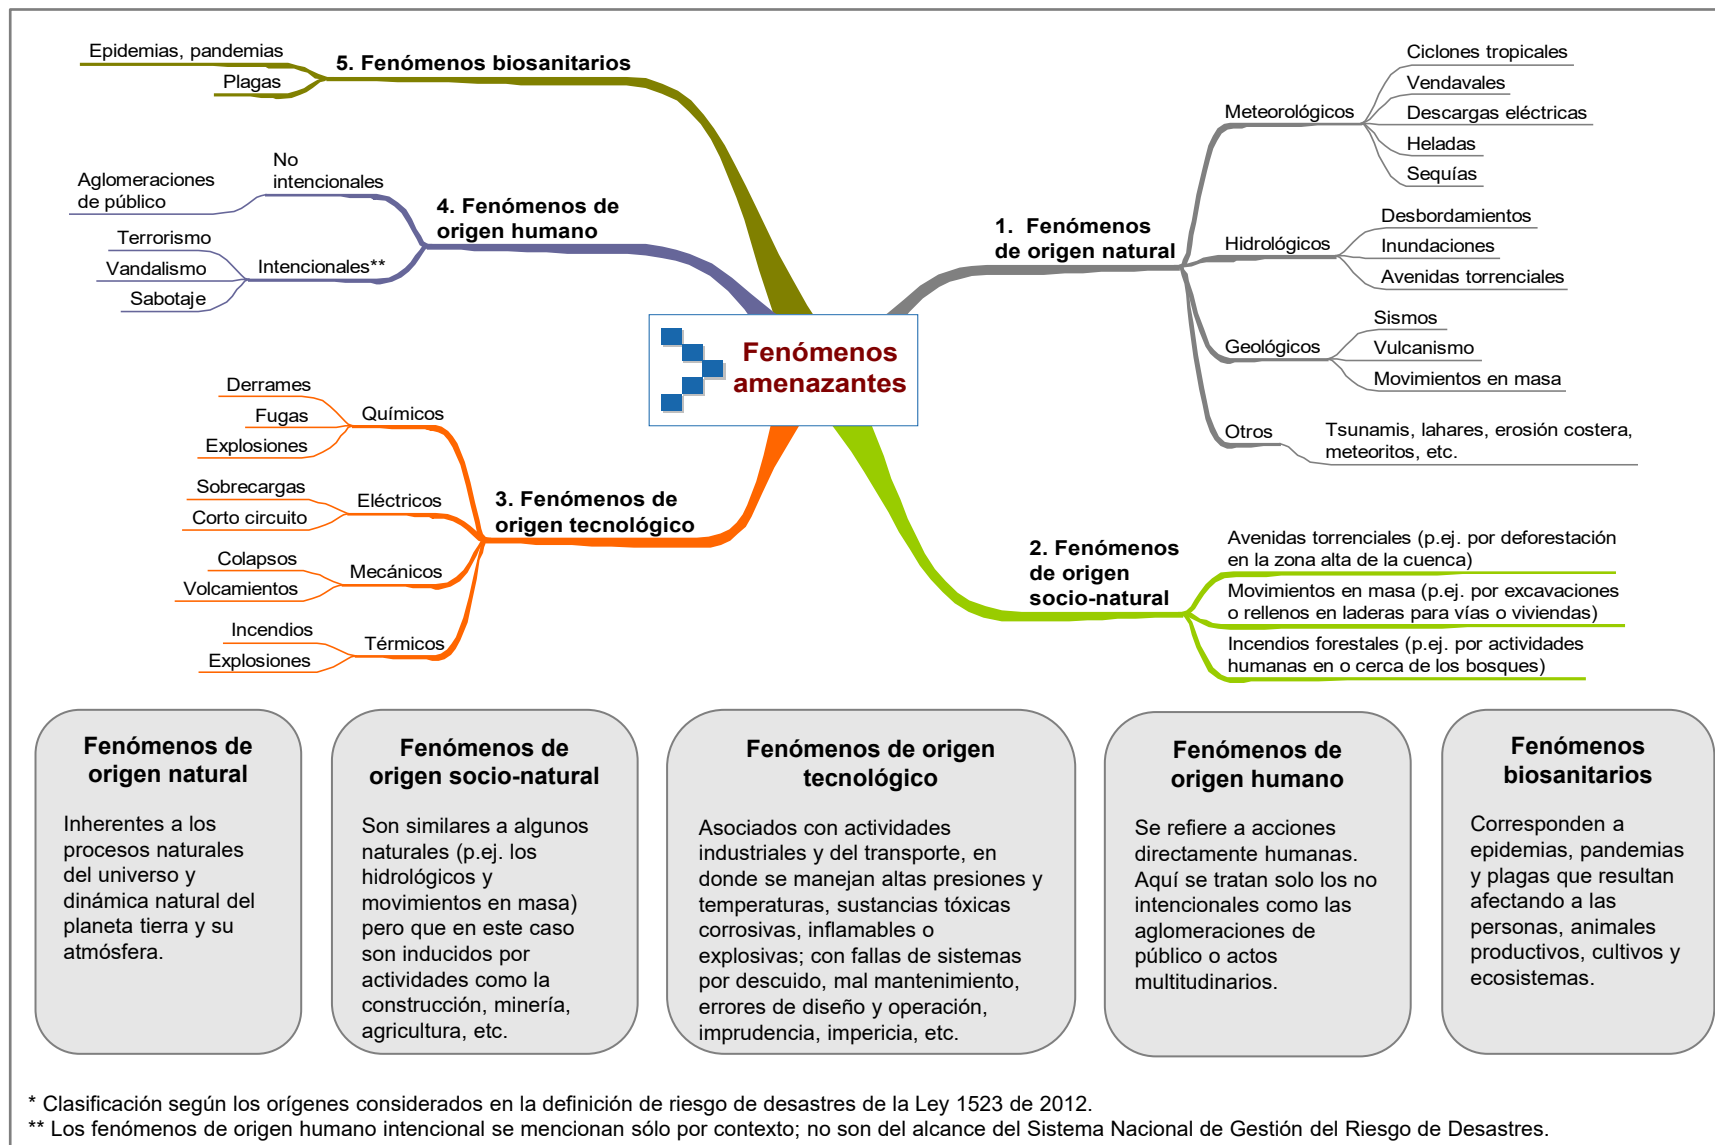 Epidemias, pandemias
Plagas
5. Fenómenos biosanitarios
No
intencionales
Aglomeraciones
de público
Terrorismo
Vandalismo
Sabotaje
Intencionales**
4. Fenómenos de
origen humano
Fenómenos
amenazantes
1. Fenómenos
de origen natural
Meteorológicos
Ciclones tropicales
Vendavales
Descargas eléctricas
Heladas
Sequías
Hidrológicos
Desbordamientos
Inundaciones
Avenidas torrenciales
Geológicos
Sismos
Vulcanismo
Movimientos en masa
Otros
Tsunamis, lahares, erosión costera,
meteoritos, etc.
2. Fenómenos
de origen
socio-natural
Avenidas torrenciales (p.ej. por deforestación
en la zona alta de la cuenca)
Movimientos en masa (p.ej. por excavaciones
o rellenos en laderas para vías o viviendas)
Incendios forestales (p.ej. por actividades
humanas en o cerca de los bosques)
3. Fenómenos de
origen tecnológico
Químicos
Derrames
Fugas
Explosiones
Eléctricos
Sobrecargas
Corto circuito
Mecánicos
Colapsos
Volcamientos
Térmicos
Incendios
Explosiones
Fenómenos de
origen natural
Inherentes a los
procesos naturales
del universo y
dinámica natural del
planeta tierra y su
atmósfera.
Fenómenos de
origen socio-natural
Son similares a algunos
naturales (p.ej. los
hidrológicos y
movimientos en masa)
pero que en este caso
son inducidos por
actividades como la
construcción, minería,
agricultura, etc.
Fenómenos de origen
tecnológico
Asociados con actividades
industriales y del transporte, en
donde se manejan altas presiones y
temperaturas, sustancias tóxicas
corrosivas, inflamables o
explosivas; con fallas de sistemas
por descuido, mal mantenimiento,
errores de diseño y operación,
imprudencia, impericia, etc.
Fenómenos de
origen humano
Se refiere a acciones
directamente humanas.
Aquí se tratan solo los no
intencionales como las
aglomeraciones de
público o actos
multitudinarios.
Fenómenos
biosanitarios
Corresponden a
epidemias, pandemias
y plagas que resultan
afectando a las
personas, animales
productivos, cultivos y
ecosistemas.
* Clasificación según los orígenes considerados en la definición de riesgo de desastres de la Ley 1523 de 2012.
** Los fenómenos de origen humano intencional se mencionan sólo por contexto; no son del alcance del Sistema Nacional de Gestión del Riesgo de Desastres.